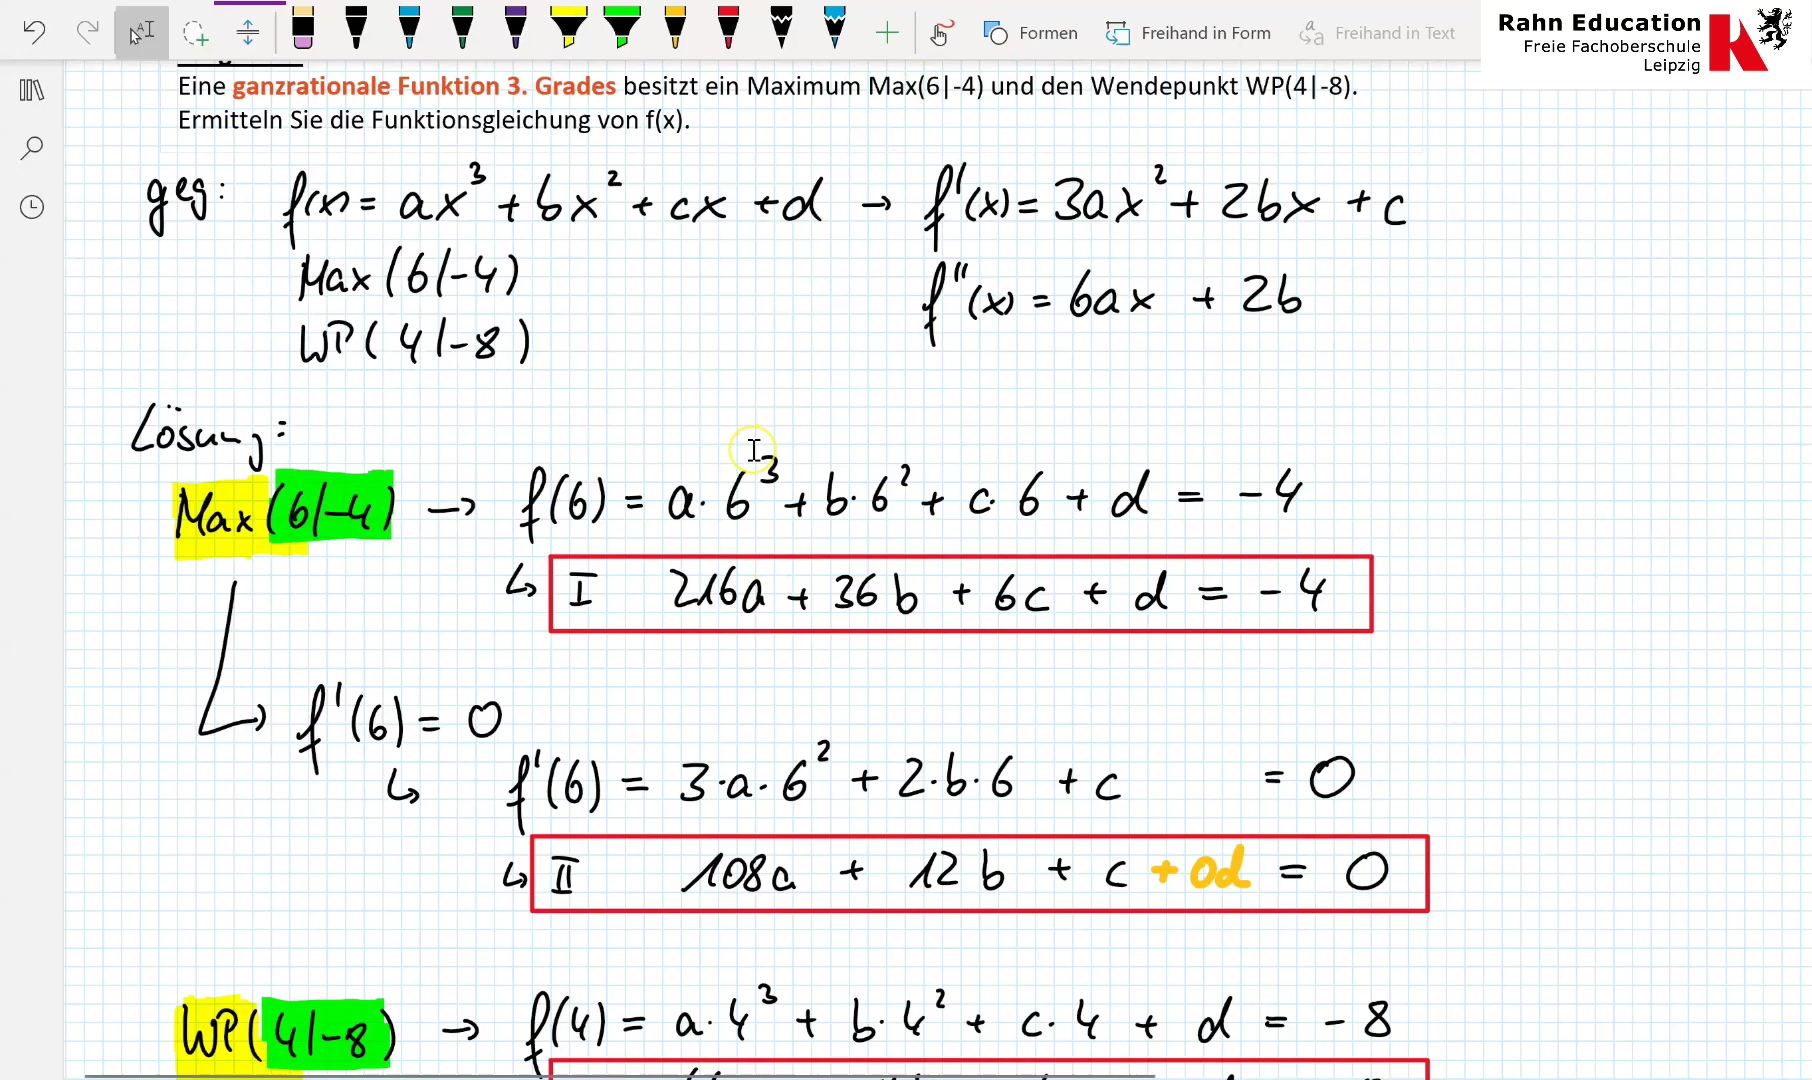 Formen
Freihand in Form
Freihand in Text
Rahn Education
Freie Fachoberschule
Leipzig
Eine ganzrationale Funktion 3. Grades besitzt ein Maximum Max(6|-4) und den Wendepunkt WP(4|-8).
Ermitteln Sie die Funktionsgleichung von f(x).
geg: f(x) = ax³ + bx² + cx + d → f'(x) = 3ax² + 2bx + c
Max (6|-4)
f''(x) = 6ax + 2b
WP( 4|-8 )
Lösung:
Max (6|-4) → f(6) = a·6³ + b·6² + c·6 + d = -4
↳ I 216a + 36b + 6c + d = -4
f'(6) = 0
↳ f'(6) = 3·a·6² + 2·b·6 + c = 0
↳ II 108a + 12b + c + 0d = 0
WP( 4|-8 ) → f(4) = a·4³ + b·4² + c·4 + d = -8